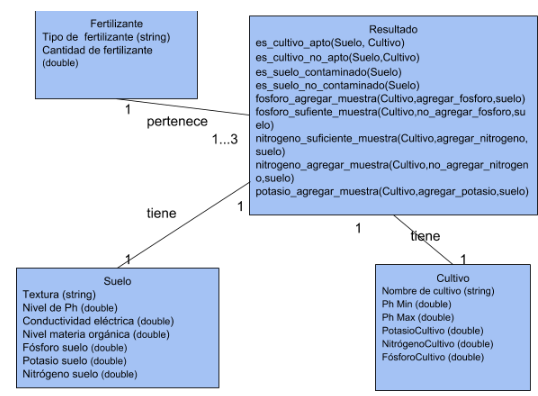 Fertilizante
Tipo de  fertilizante (string)
Cantidad de fertilizante
(double)
Resultado
es_cultivo_apto(Suelo, Cultivo)
es_cultivo_no_apto(Suelo,Cultivo)
es_suelo_contaminado(Suelo)
es_suelo_no_contaminado(Suelo)
fosforo_agregar_muestra(Cultivo,agregar_fosforo,suelo)
fosforo_sufiente_muestra(Cultivo,no_agregar_fosforo,su
elo)
nitrogeno_suficiente_muestra(Cultivo,agregar_nitrogeno,
suelo)
nitrogeno_agregar_muestra(Cultivo,no_agregar_nitrogen
o,suelo)
potasio_agregar_muestra(Cultivo,agregar_potasio,suelo)
1
pertenece
1...3
tiene
1
1
1
tiene
1
Suelo
Textura (string)
Nivel de Ph (double)
Conductividad eléctrica (double)
Nivel materia orgánica (double)
Fósforo suelo (double)
Potasio suelo (double)
Nitrógeno suelo (double)
Cultivo
Nombre de cultivo (string)
Ph Min (double)
Ph Max (double)
PotasioCultivo (double)
NitrógenoCultivo (double)
FósforoCultivo (double)